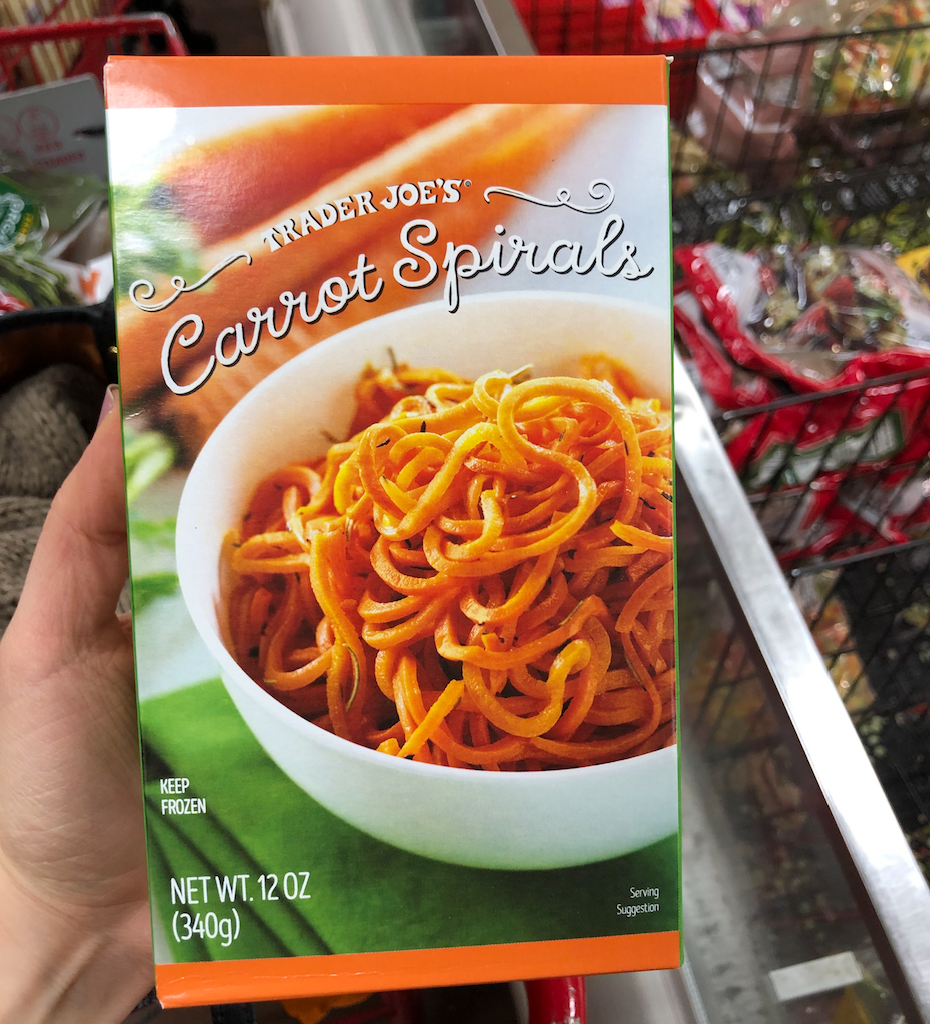 TRADER JOE'S®
Carrot Spirals
KEEP
FROZEN
NET WT. 12 OZ
(340g)
Serving
Suggestion